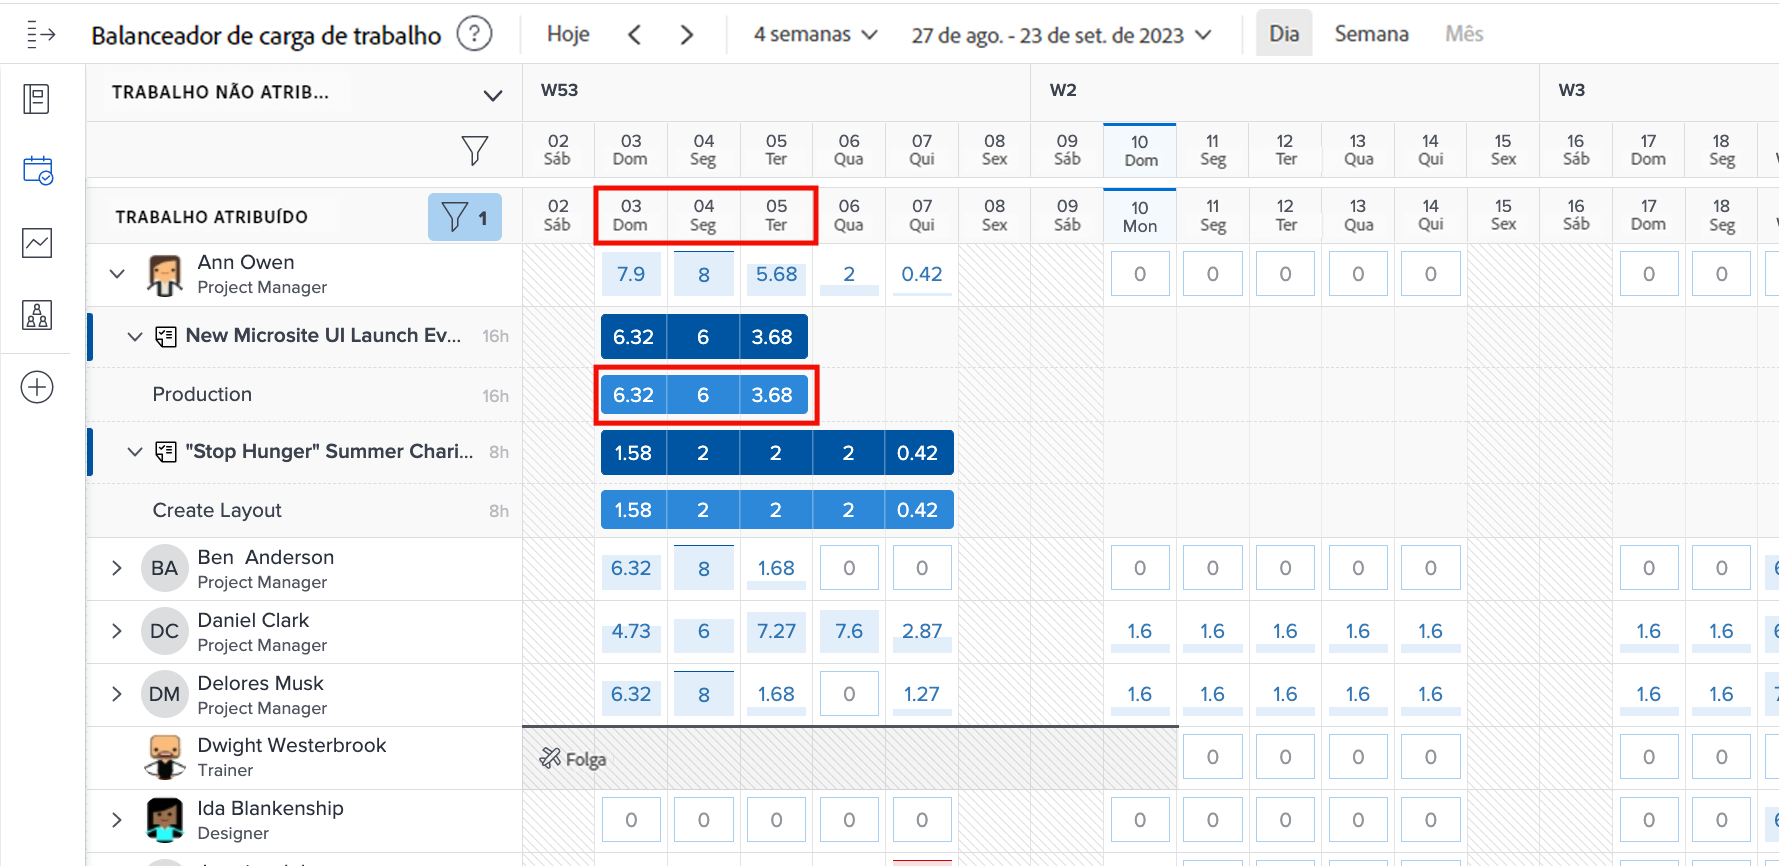 Balanceador de carga de trabalho ? Hoje 4 semanas 27 de ago. - 23 de set. de 2023 Dia Semana Mês
TRABALHO NÃO ATRIB... W53 W2 W3
02 03 04 05 06 07 08 09 10 11 12 13 14 15 16 17 18
Sáb Dom Seg Ter Qua Qui Sex Sáb Dom Seg Ter Qua Qui Sex Sáb Dom Seg
TRABALHO ATRIBUÍDO 1
02 03 04 05 06 07 08 09 10 11 12 13 14 15 16 17 18
Sáb Dom Seg Ter Qua Qui Sex Sáb Mon Seg Ter Qua Qui Sex Sáb Dom Seg
Ann Owen
Project Manager
7.9 8 5.68 2 0.42 0 0 0 0 0 0 0
New Microsite UI Launch Ev... 16h 6.32 6 3.68
Production 16h 6.32 6 3.68
"Stop Hunger" Summer Chari... 8h 1.58 2 2 2 0.42
Create Layout 8h 1.58 2 2 2 0.42
BA
Ben Anderson
Project Manager
6.32 8 1.68 0 0 0 0 0 0 0 0 0
DC
Daniel Clark
Project Manager
4.73 6 7.27 7.6 2.87 1.6 1.6 1.6 1.6 1.6 1.6 1.6
DM
Delores Musk
Project Manager
6.32 8 1.68 0 1.27 1.6 1.6 1.6 1.6 1.6 1.6 1.6
Dwight Westerbrook
Trainer
Folga 0 0 0 0 0 0
Ida Blankenship
Designer
0 0 0 0 0 0 0 0 0 0 0 0